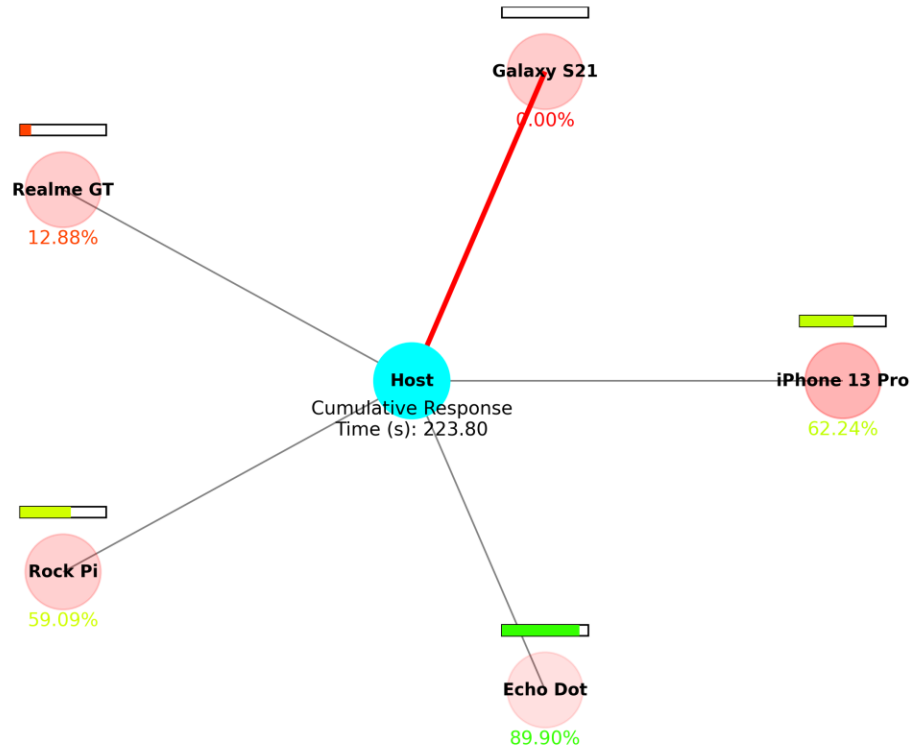 Galaxy S21
0.00%
Realme GT
12.88%
iPhone 13 Pro
62.24%
Host
Cumulative Response
Time (s): 223.80
Rock Pi
59.09%
Echo Dot
89.90%